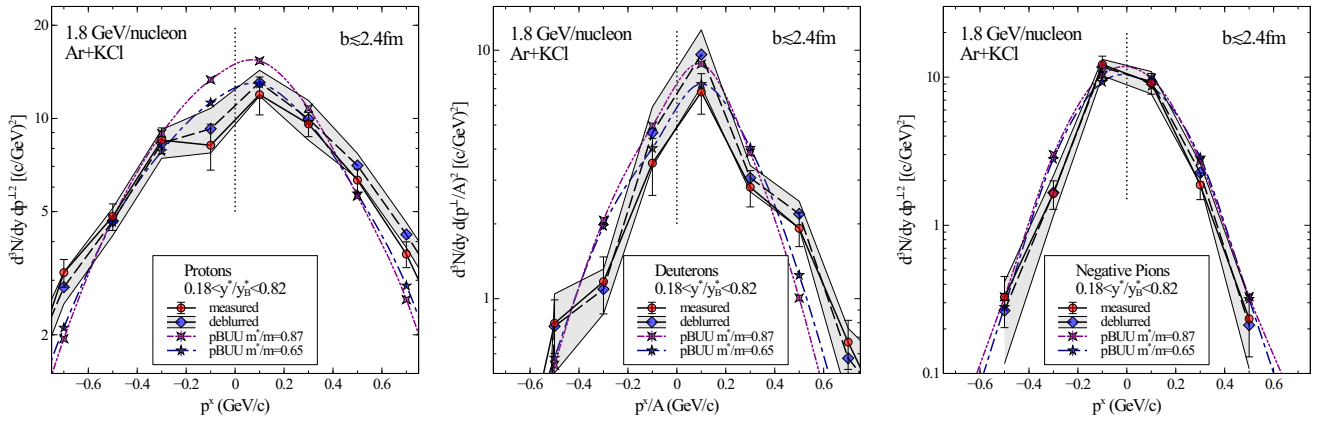 1.8 GeV/nucleon
Ar+KCl
b≲2.4fm
20
10
5
2
d³N/dy dp^⊥2 [(c/GeV)²]
Protons
0.18<y*/y*_B<0.82
measured
deblurred
pBUU m*/m=0.87
pBUU m*/m=0.65
−0.6 −0.4 −0.2 0 0.2 0.4 0.6
p^x (GeV/c)
1.8 GeV/nucleon
Ar+KCl
b≲2.4fm
10
1
d³N/dy d(p^⊥/A)² [(c/GeV)²]
Deuterons
0.18<y*/y*_B<0.82
measured
deblurred
pBUU m*/m=0.87
pBUU m*/m=0.65
−0.6 −0.4 −0.2 0 0.2 0.4 0.6
p^x/A (GeV/c)
1.8 GeV/nucleon
Ar+KCl
b≲2.4fm
10
1
0.1
d³N/dy dp^⊥2 [(c/GeV)²]
Negative Pions
0.18<y*/y*_B<0.82
measured
deblurred
pBUU m*/m=0.87
pBUU m*/m=0.65
−0.6 −0.4 −0.2 0 0.2 0.4 0.6
p^x (GeV/c)